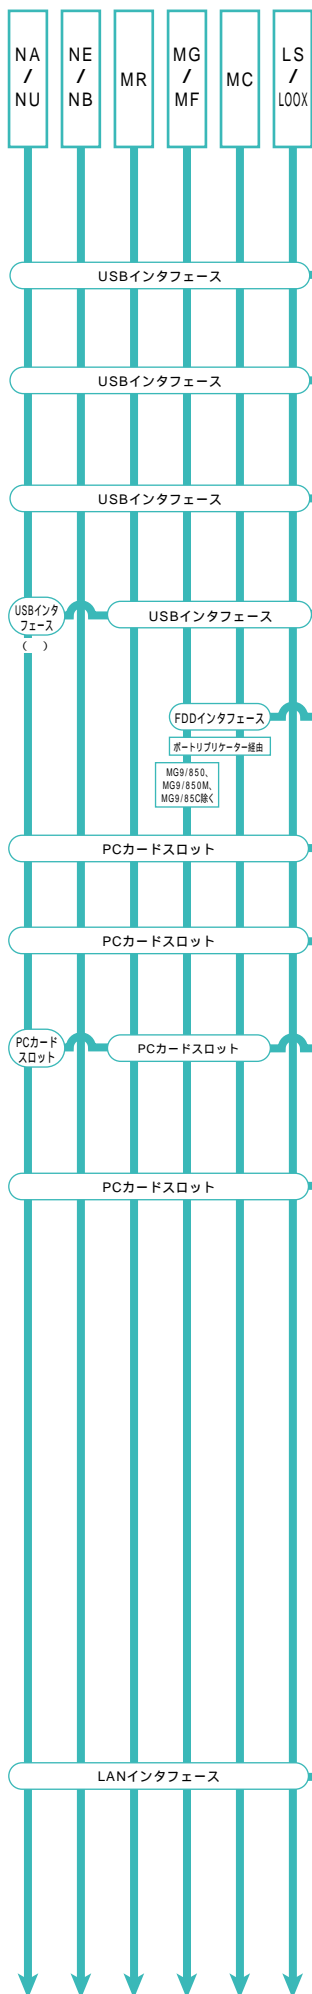 NA
/
NU
NE
/
NB
MR
MG
/
MF
MC
LS
/
LOOX
USBインタフェース
USBインタフェース
USBインタフェース
USBインタ
フェース
(　)
USBインタフェース
FDDインタフェース
ポートリプリケーター経由
MG9/850、
MG9/850M、
MG9/85C除く
PCカードスロット
PCカードスロット
PCカード
スロット
PCカードスロット
PCカードスロット
LANインタフェース